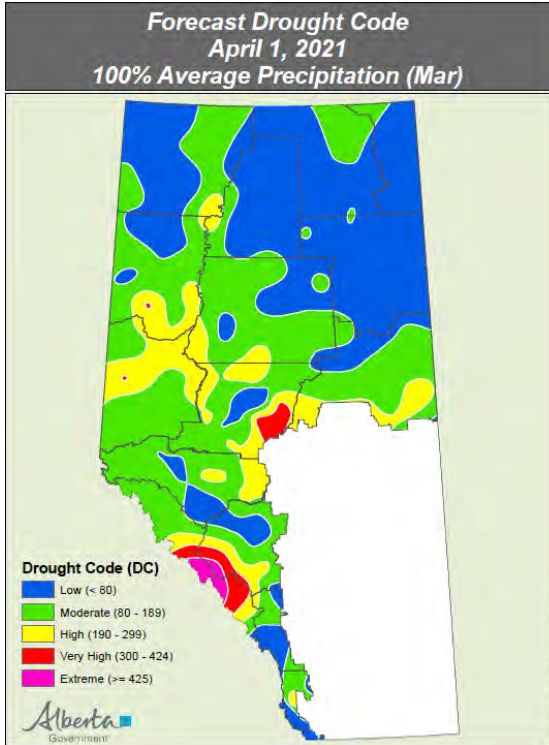 Forecast Drought Code
April 1, 2021
100% Average Precipitation (Mar)
Drought Code (DC)
Low (< 80)
Moderate (80 - 189)
High (190 - 299)
Very High (300 - 424)
Extreme (>= 425)
Alberta
Government